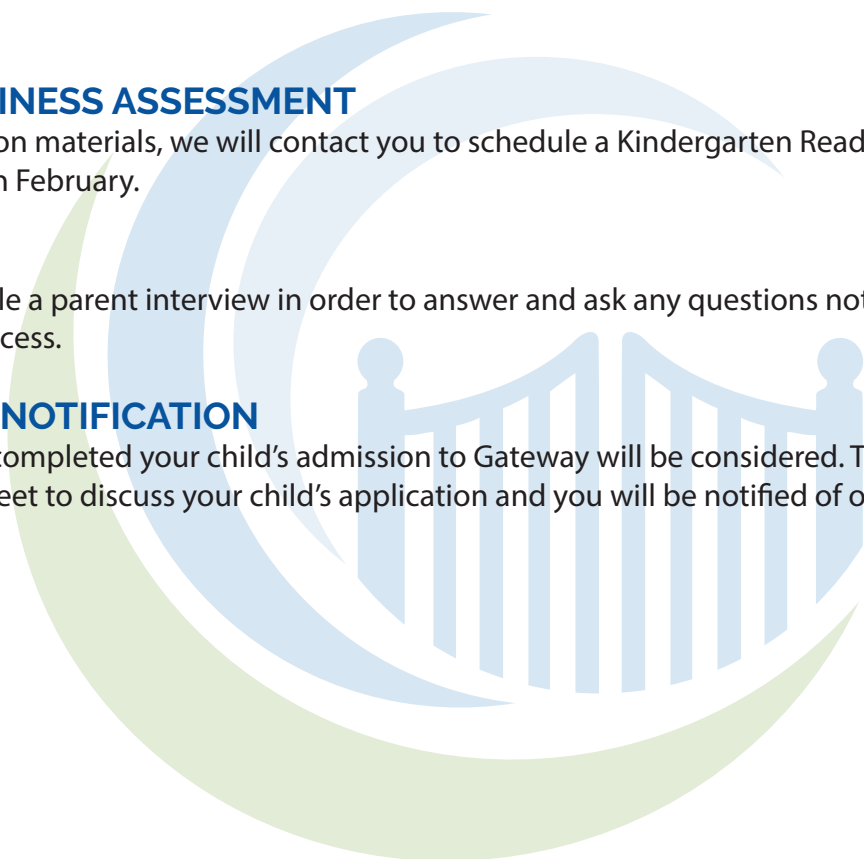 INESS ASSESSMENT
on materials, we will contact you to schedule a Kindergarten Read
n February.
le a parent interview in order to answer and ask any questions not
cess.
NOTIFICATION
completed your child’s admission to Gateway will be considered. T
eet to discuss your child’s application and you will be notified of o